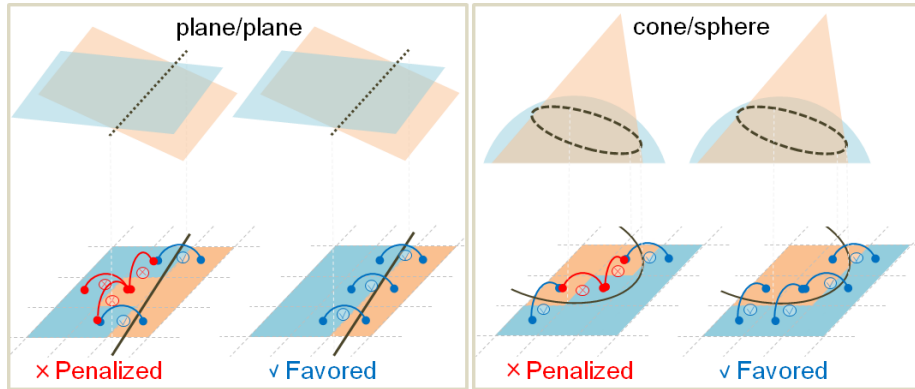 plane/plane
cone/sphere
× Penalized
√ Favored
× Penalized
√ Favored